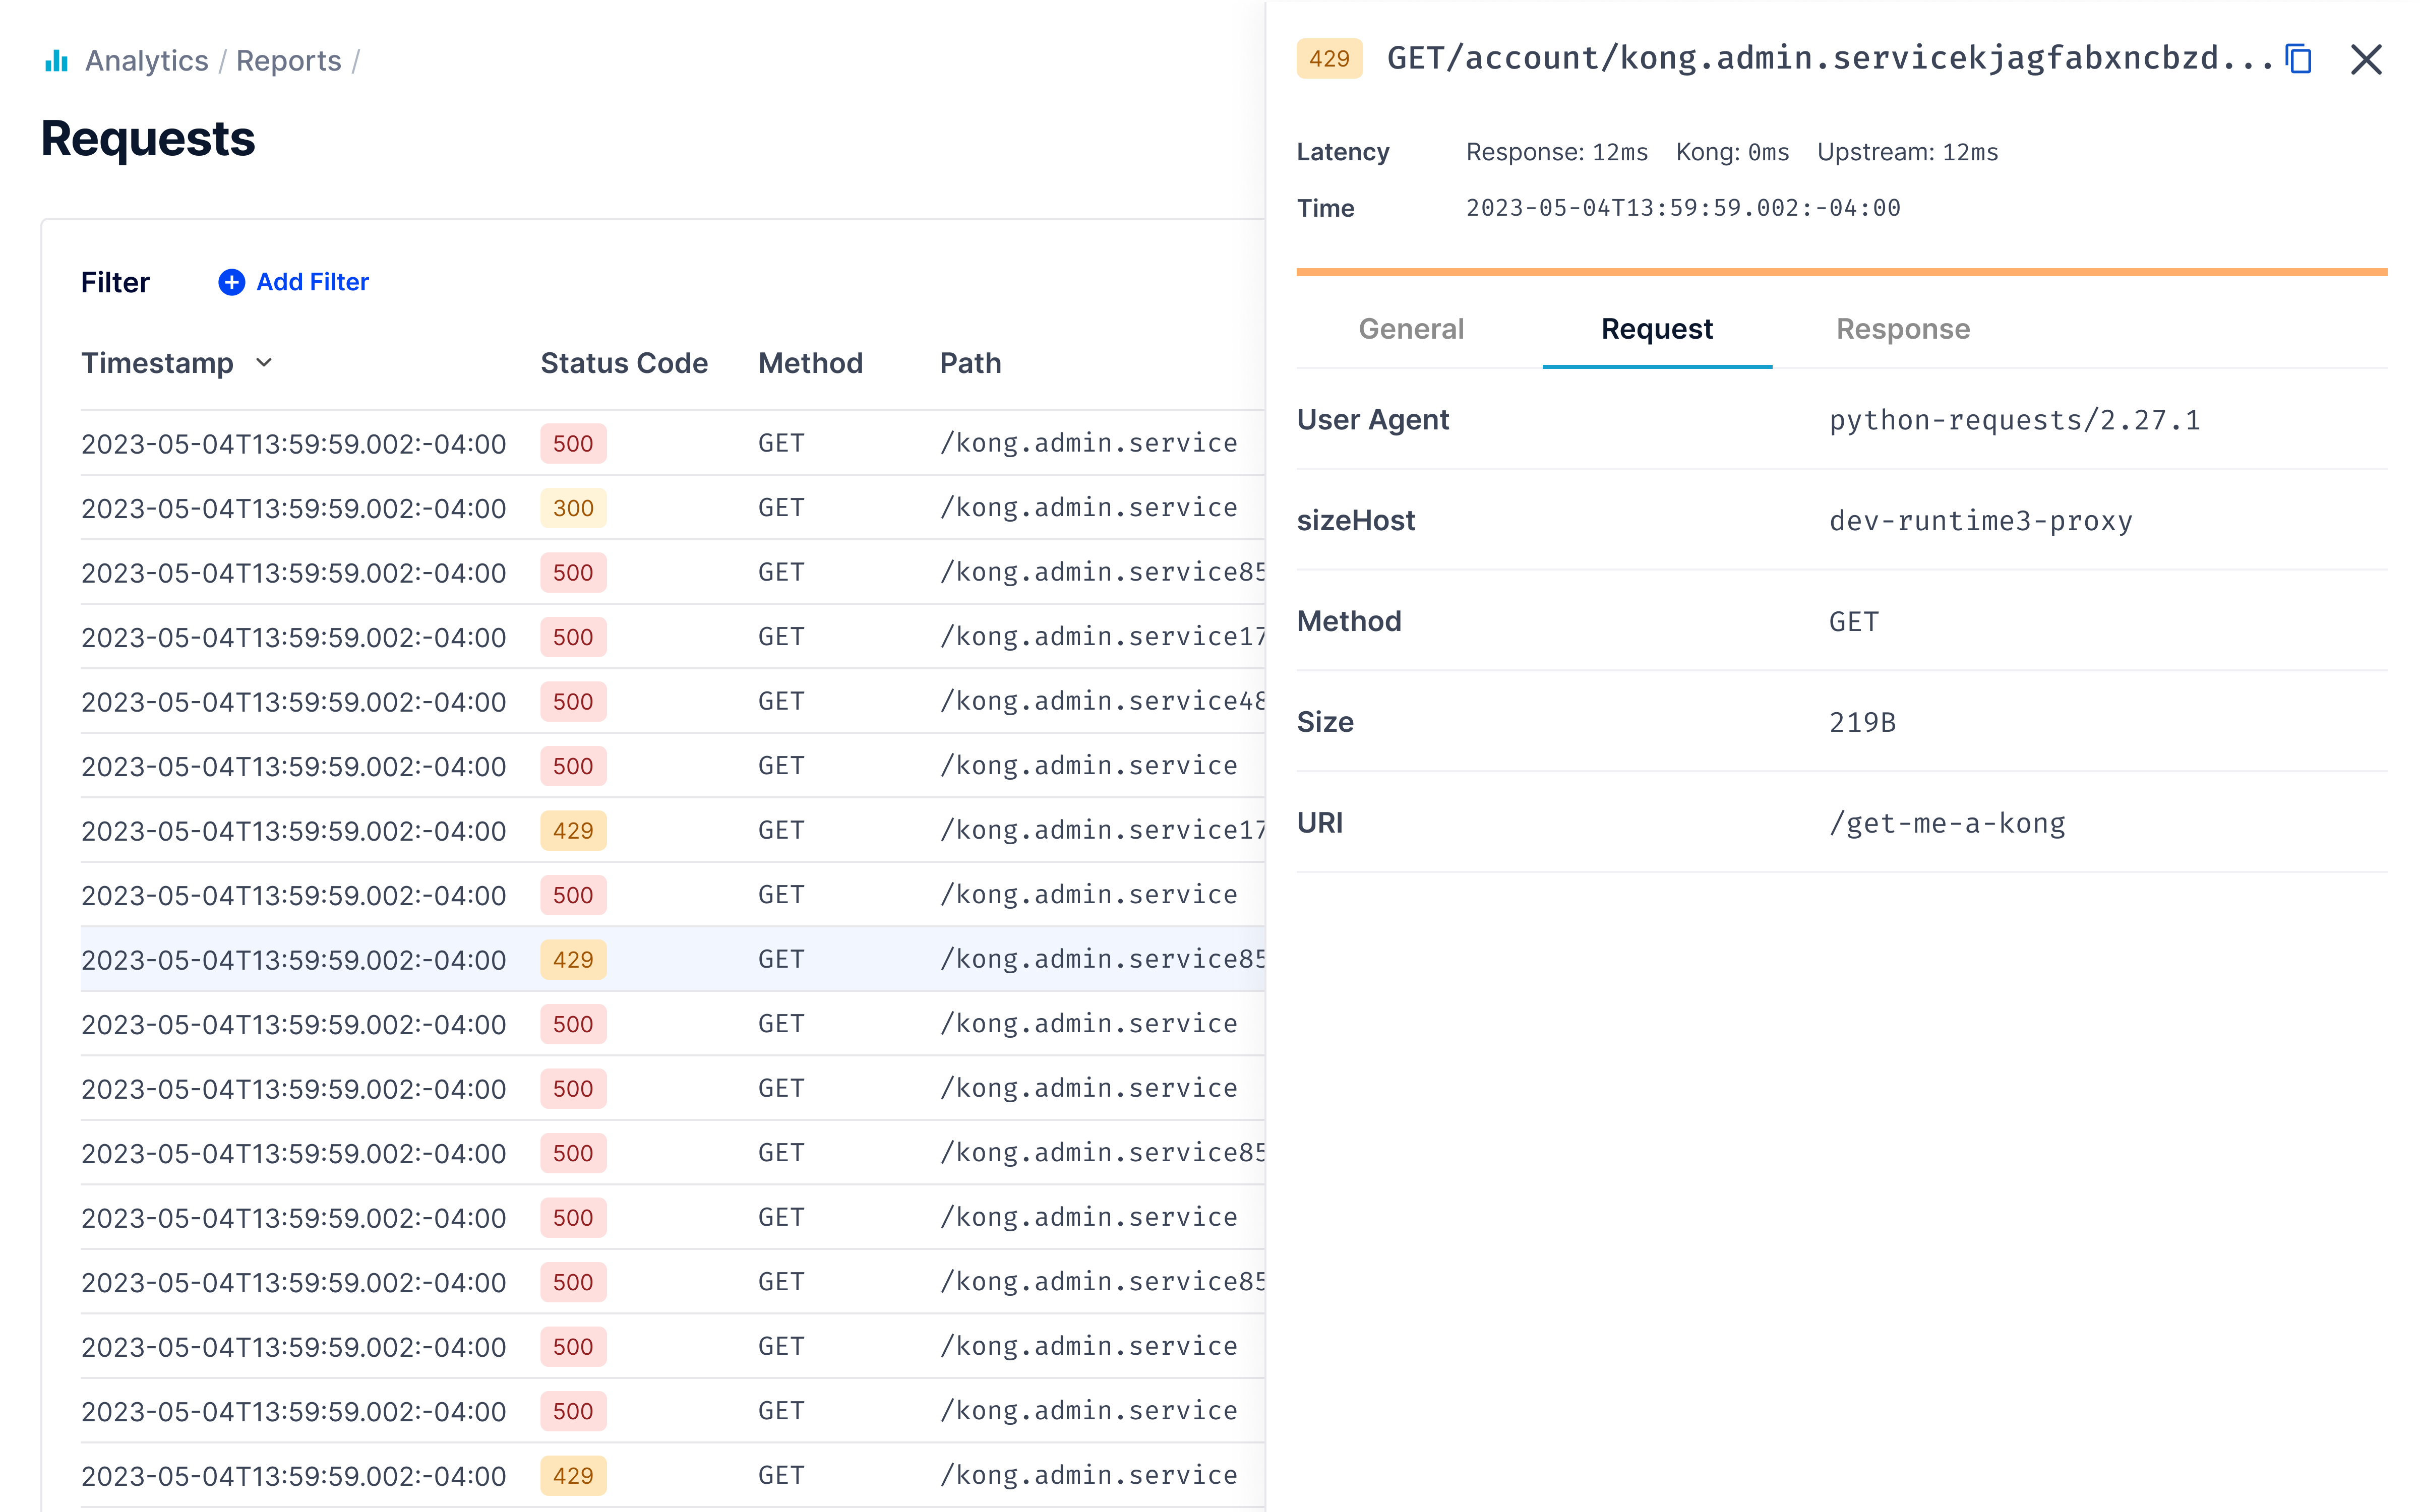 Analytics / Reports /
Requests
Filter Add Filter
Timestamp Status Code Method Path
2023-05-04T13:59:59.002:-04:00 500 GET /kong.admin.service
2023-05-04T13:59:59.002:-04:00 300 GET /kong.admin.service
2023-05-04T13:59:59.002:-04:00 500 GET /kong.admin.service85
2023-05-04T13:59:59.002:-04:00 500 GET /kong.admin.service17
2023-05-04T13:59:59.002:-04:00 500 GET /kong.admin.service48
2023-05-04T13:59:59.002:-04:00 500 GET /kong.admin.service
2023-05-04T13:59:59.002:-04:00 429 GET /kong.admin.service17
2023-05-04T13:59:59.002:-04:00 500 GET /kong.admin.service
2023-05-04T13:59:59.002:-04:00 429 GET /kong.admin.service85
2023-05-04T13:59:59.002:-04:00 500 GET /kong.admin.service
2023-05-04T13:59:59.002:-04:00 500 GET /kong.admin.service
2023-05-04T13:59:59.002:-04:00 500 GET /kong.admin.service85
2023-05-04T13:59:59.002:-04:00 500 GET /kong.admin.service
2023-05-04T13:59:59.002:-04:00 500 GET /kong.admin.service85
2023-05-04T13:59:59.002:-04:00 500 GET /kong.admin.service
2023-05-04T13:59:59.002:-04:00 500 GET /kong.admin.service
2023-05-04T13:59:59.002:-04:00 429 GET /kong.admin.service
429 GET/account/kong.admin.servicekjagfabxncbzd...
Latency Response: 12ms Kong: 0ms Upstream: 12ms
Time 2023-05-04T13:59:59.002:-04:00
General Request Response
User Agent python-requests/2.27.1
sizeHost dev-runtime3-proxy
Method GET
Size 219B
URI /get-me-a-kong